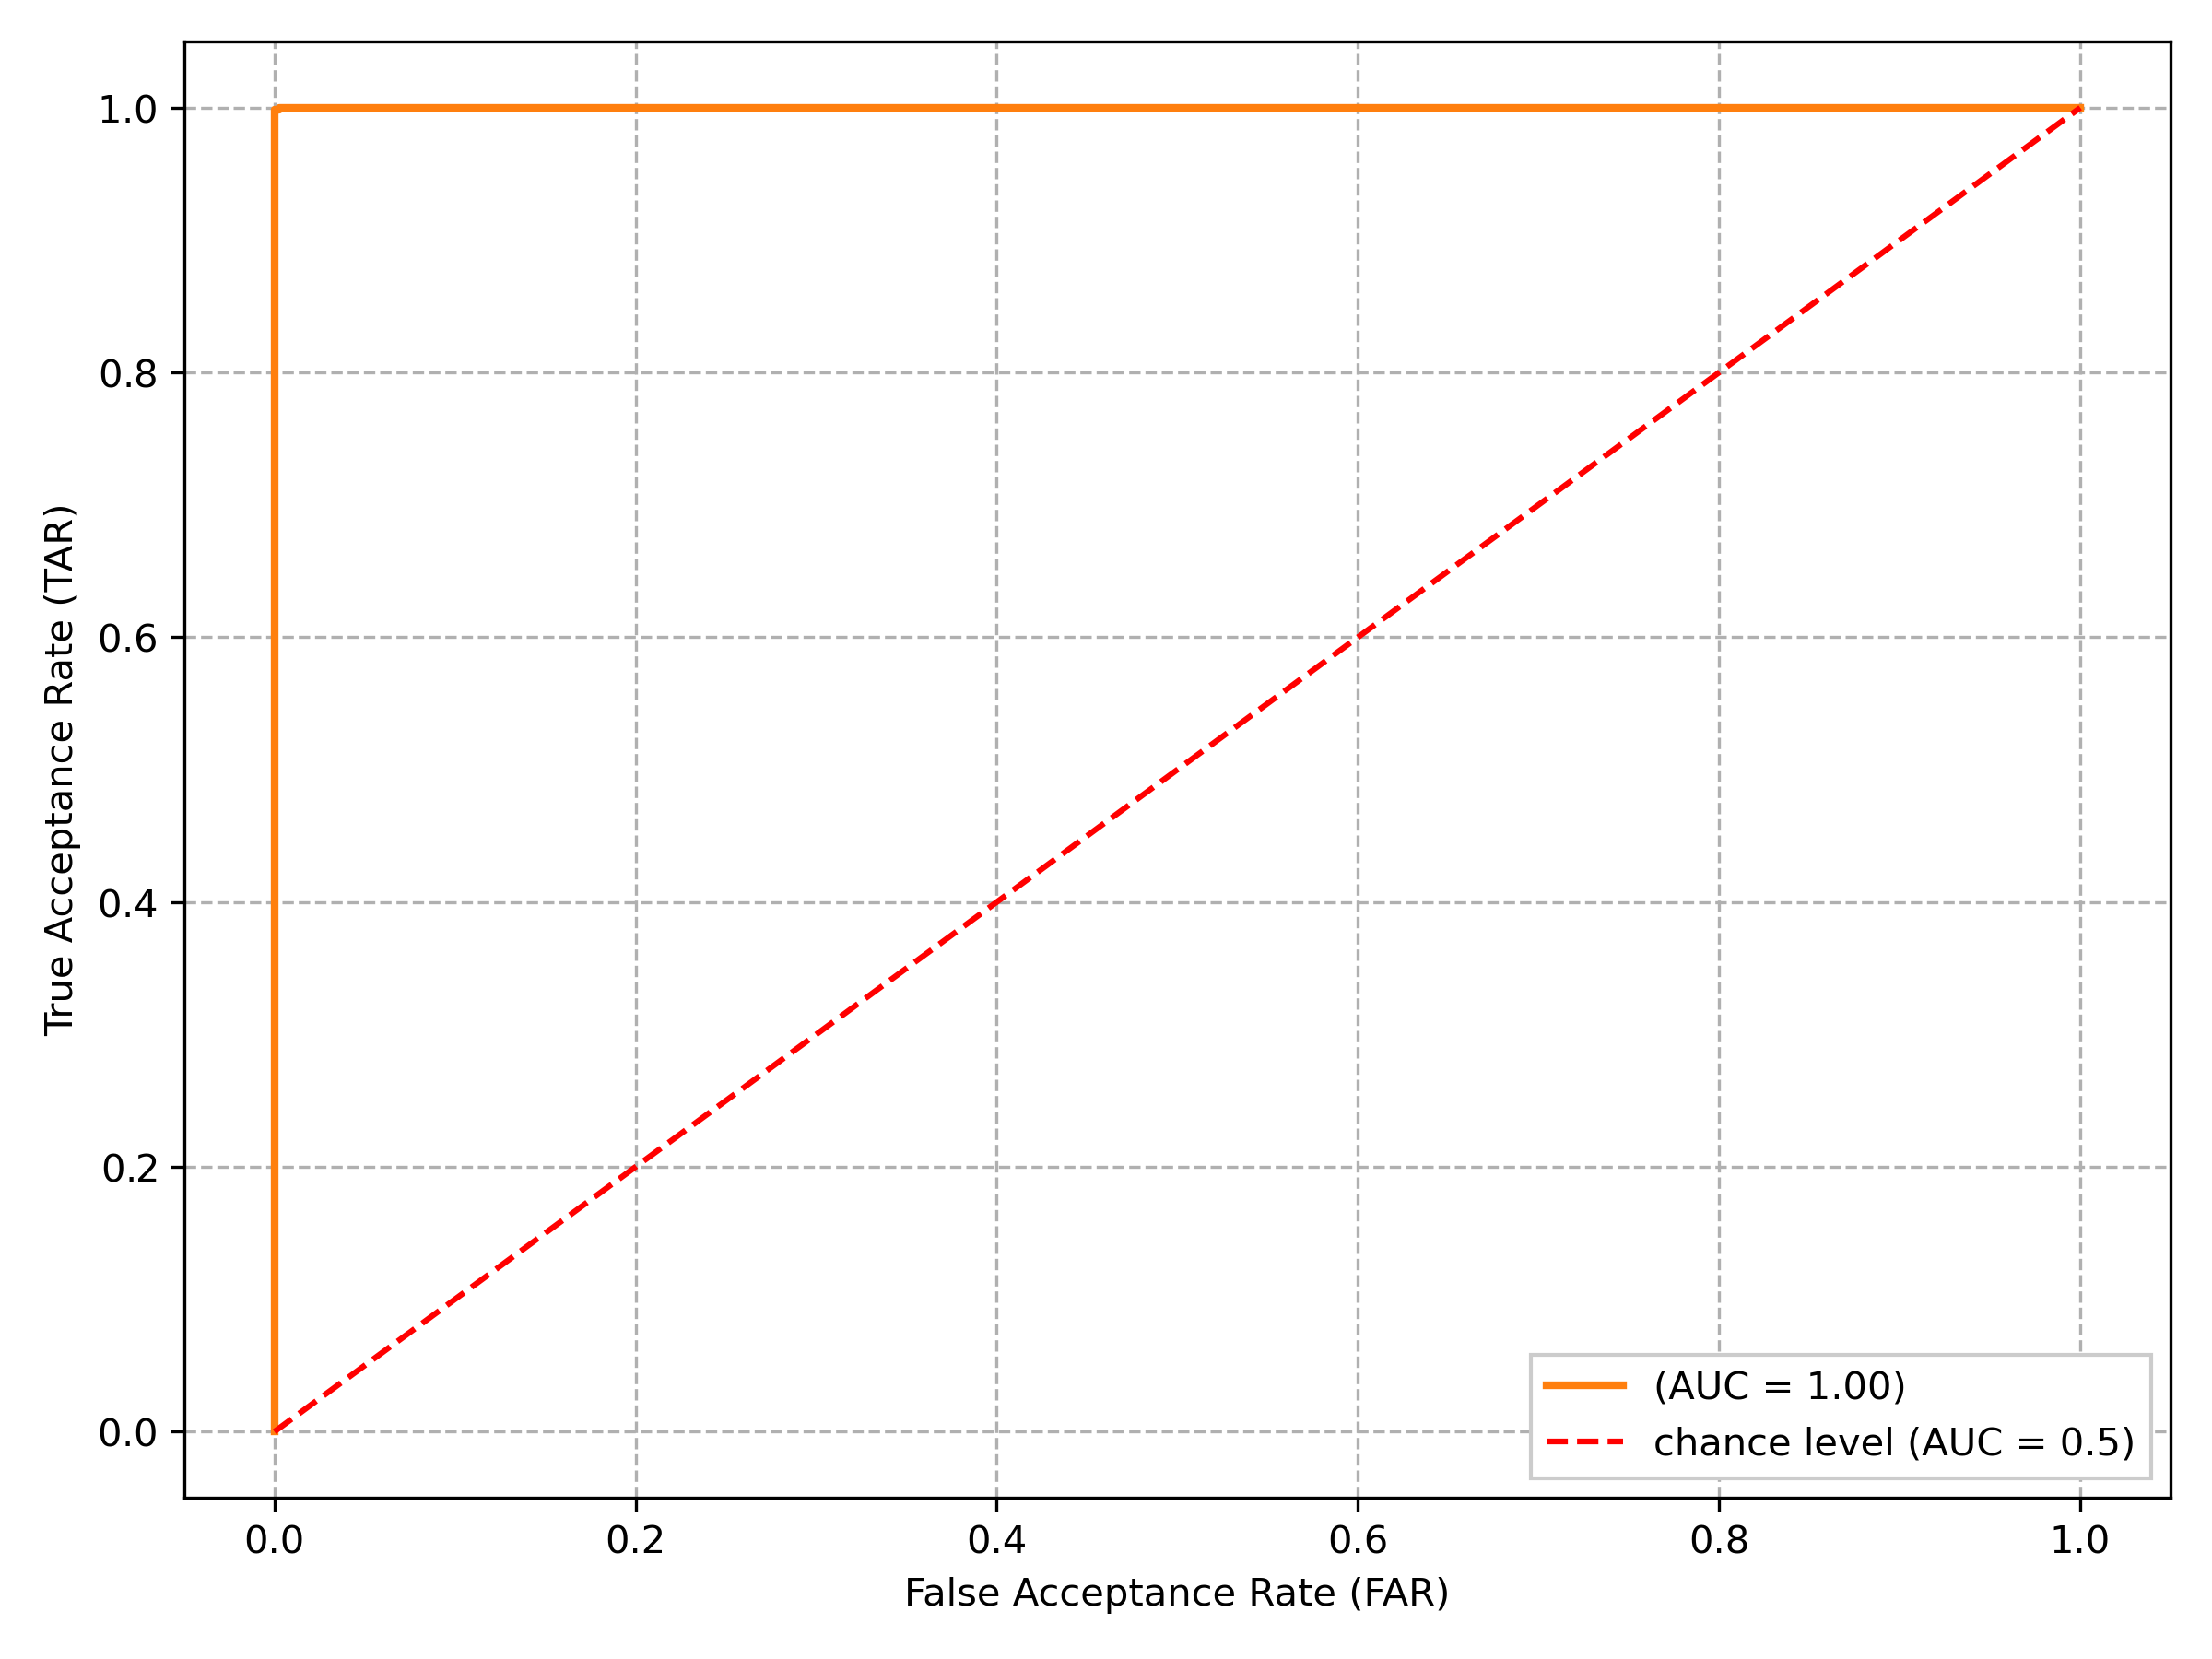 1.0
0.8
0.6
0.4
0.2
0.0
True Acceptance Rate (TAR)
(AUC = 1.00)
chance level (AUC = 0.5)
0.0 0.2 0.4 0.6 0.8 1.0
False Acceptance Rate (FAR)